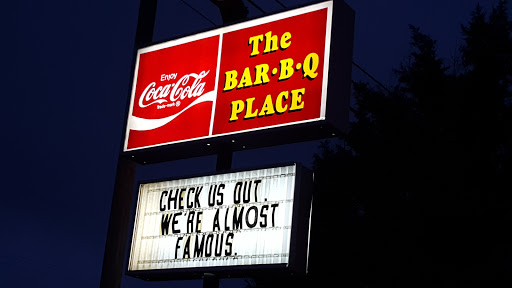 Enjoy
Coca-Cola
Trade-mark ®
The
BAR·B·Q
PLACE
CHECK US OUT.
WE'RE ALMOST
FAMOUS.